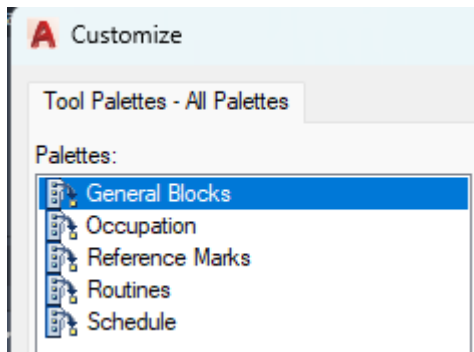 Customize
Tool Palettes - All Palettes
Palettes:
General Blocks
Occupation
Reference Marks
Routines
Schedule